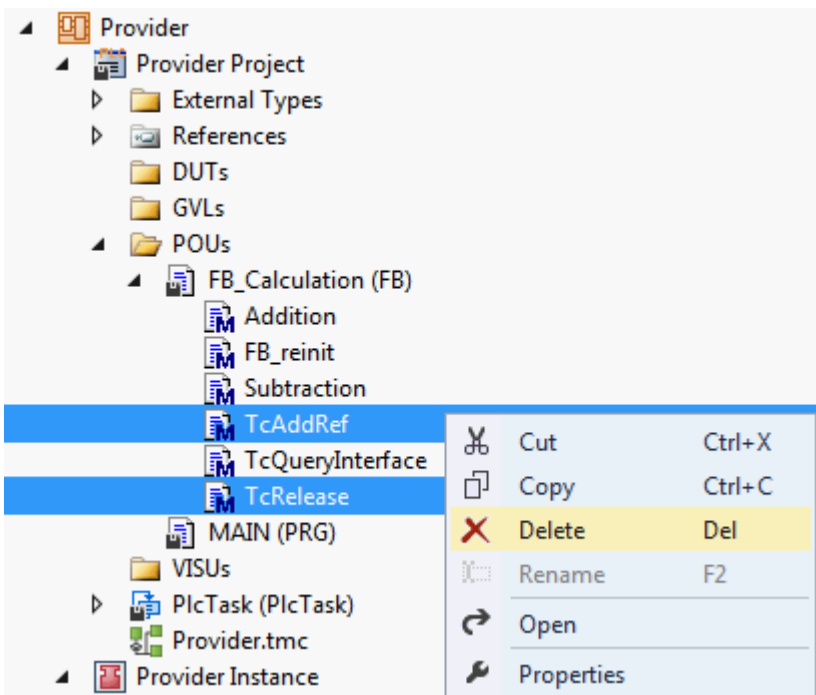 Provider
Provider Project
External Types
References
DUTs
GVLs
POUs
FB_Calculation (FB)
Addition
FB_reinit
Subtraction
TcAddRef
TcQueryInterface
TcRelease
MAIN (PRG)
VISUs
PlcTask (PlcTask)
Provider.tmc
Provider Instance
Cut Ctrl+X
Copy Ctrl+C
Delete Del
Rename F2
Open
Properties